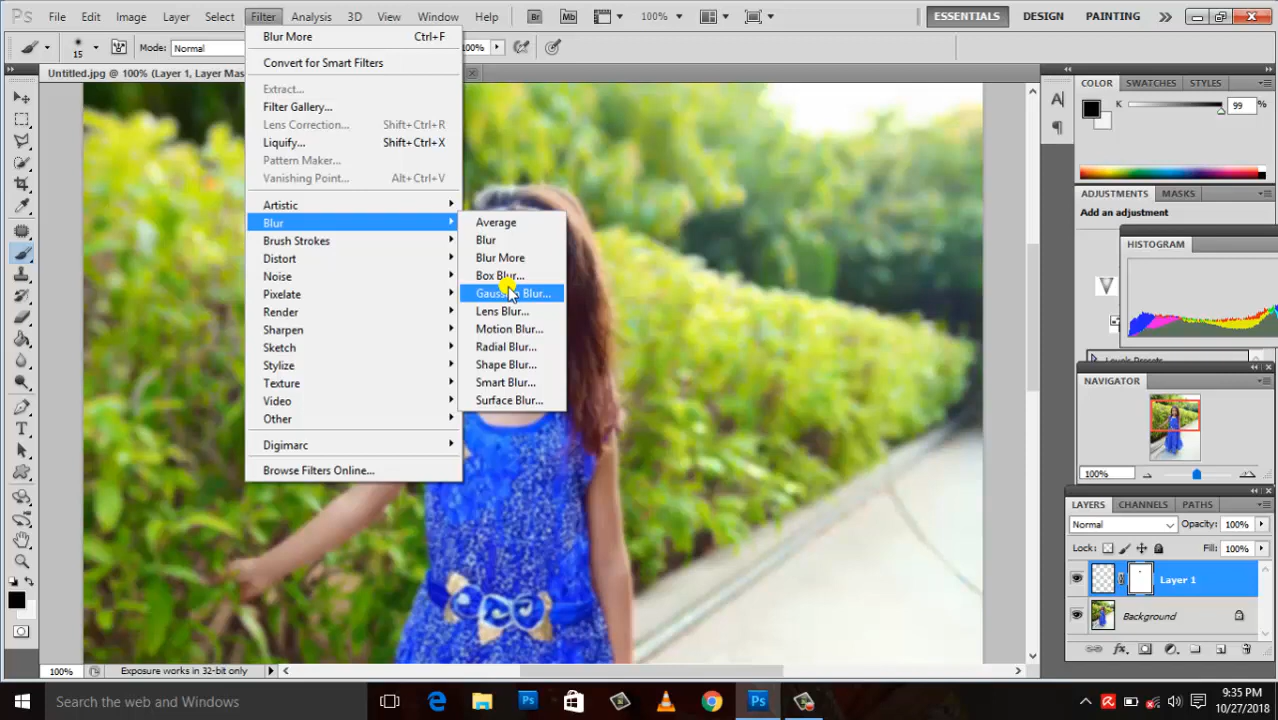 Ps File Edit Image Layer Select Filter Analysis 3D View Window Help Br Mb 100% ESSENTIALS DESIGN PAINTING
15 Mode: Normal 100%
Untitled.jpg @ 100% (Layer 1, Layer Mas
Blur More Ctrl+F
Convert for Smart Filters
Extract...
Filter Gallery...
Lens Correction... Shift+Ctrl+R
Liquify... Shift+Ctrl+X
Pattern Maker...
Vanishing Point... Alt+Ctrl+V
Artistic
Blur
Brush Strokes
Distort
Noise
Pixelate
Render
Sharpen
Sketch
Stylize
Texture
Video
Other
Digimarc
Browse Filters Online...
Average
Blur
Blur More
Box Blur...
Gaussian Blur...
Lens Blur...
Motion Blur...
Radial Blur...
Shape Blur...
Smart Blur...
Surface Blur...
COLOR SWATCHES STYLES
K 99 %
ADJUSTMENTS MASKS
Add an adjustment
HISTOGRAM
Levels Presets
NAVIGATOR
100%
LAYERS CHANNELS PATHS
Normal Opacity: 100%
Lock: Fill: 100%
Layer 1
Background
100% Exposure works in 32-bit only
Search the web and Windows
9:35 PM
10/27/2018